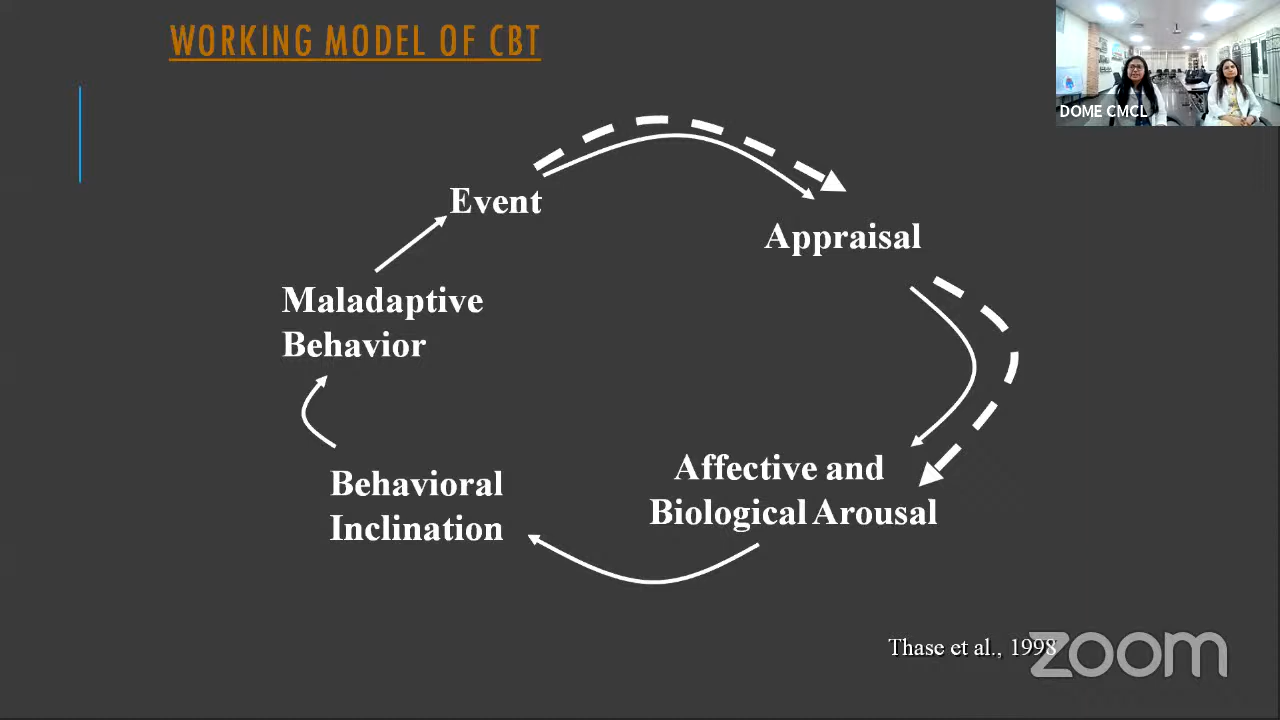 WORKING MODEL OF CBT
DOME CMCL
Event
Appraisal
Maladaptive
Behavior
Affective and
Biological Arousal
Behavioral
Inclination
Thase et al., 1998
zoom